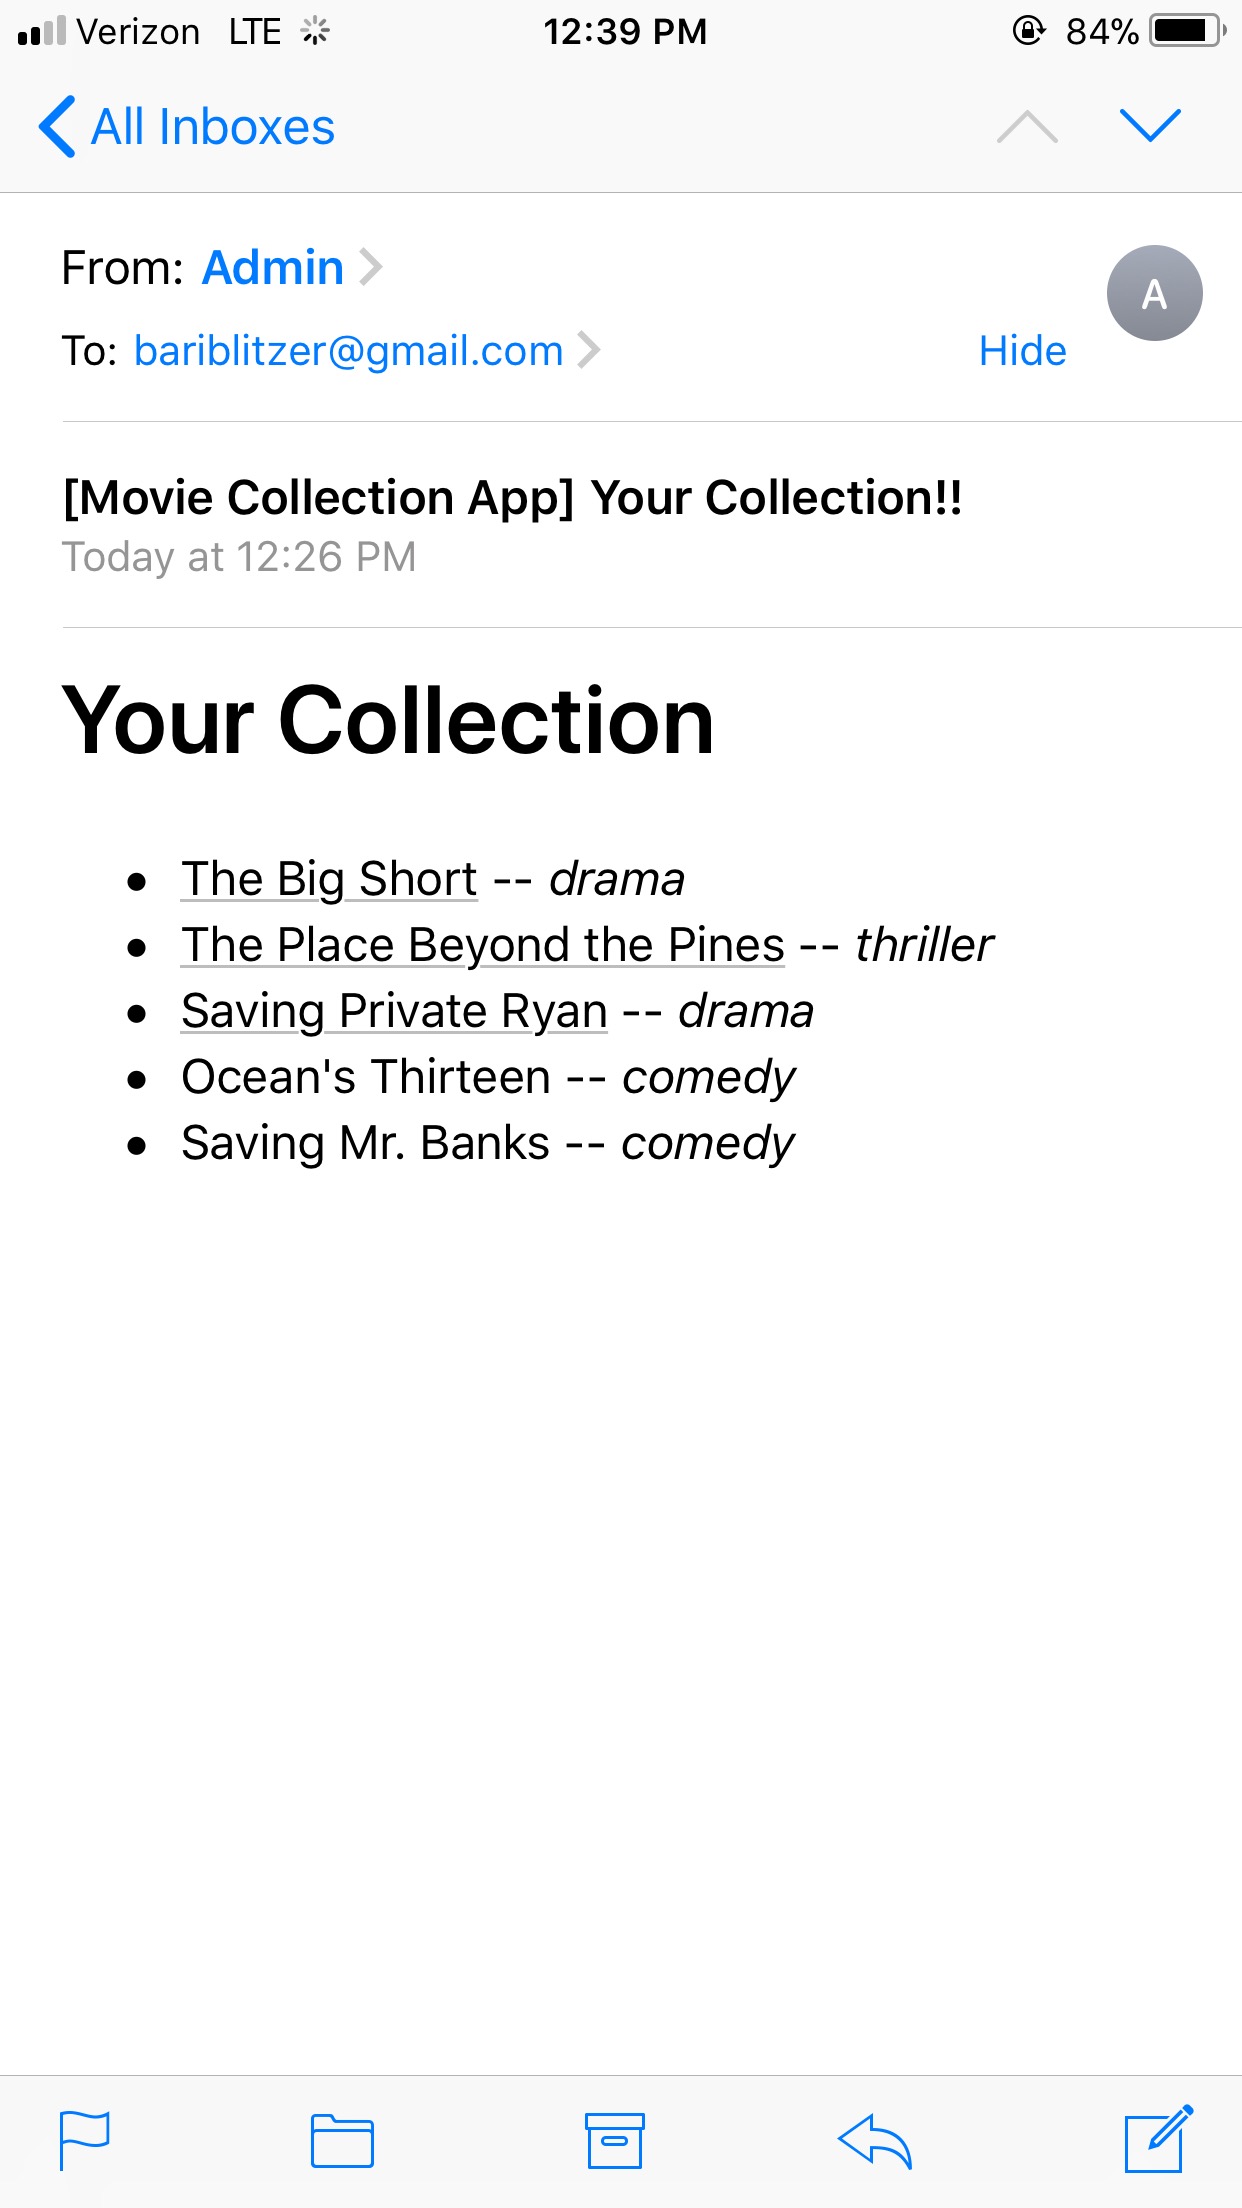 Verizon LTE 12:39 PM 84%
All Inboxes
From: Admin
A
To: bariblitzer@gmail.com Hide
[Movie Collection App] Your Collection!!
Today at 12:26 PM
Your Collection
• The Big Short -- drama
• The Place Beyond the Pines -- thriller
• Saving Private Ryan -- drama
• Ocean's Thirteen -- comedy
• Saving Mr. Banks -- comedy